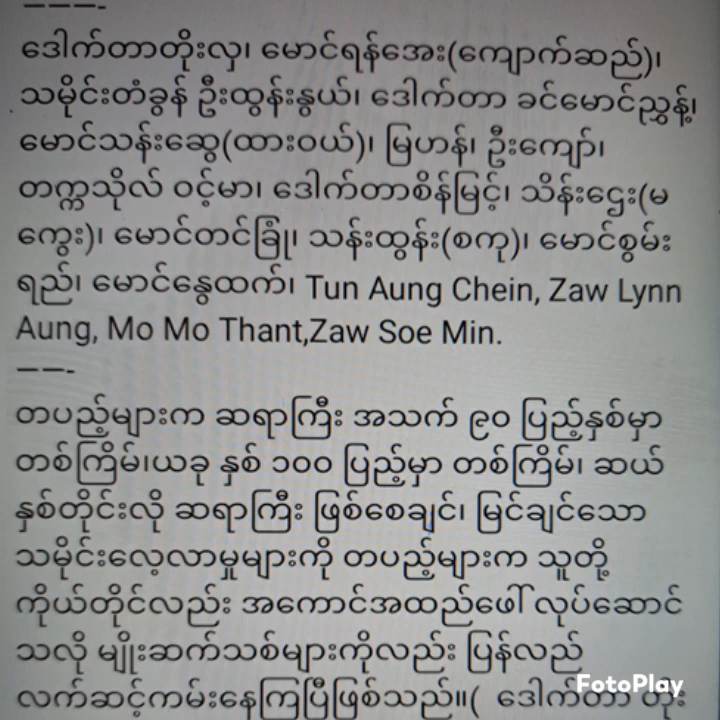 ————-
ဒေါက်တာတိုးလှ၊ မောင်ရန်အေး(ကျောက်ဆည်)၊
သမိုင်းတံခွန် ဦးထွန်းနွယ်၊ ဒေါက်တာ ခင်မောင်ညွန့်၊
မောင်သန်းဆွေ(ထားဝယ်)၊ မြဟန်၊ ဦးကျော်၊
တက္ကသိုလ် ဝင့်မာ၊ ဒေါက်တာစိန်မြင့်၊ သိန်းဌေး(မ
ကွေး)၊ မောင်တင်ခြုံ၊ သန်းထွန်း(စကု)၊ မောင်စွမ်း
ရည်၊ မောင်နွေထက်၊ Tun Aung Chein, Zaw Lynn
Aung, Mo Mo Thant,Zaw Soe Min.
——-
တပည့်များက ဆရာကြီး အသက် ၉၀ ပြည့်နှစ်မှာ
တစ်ကြိမ်၊ယခု နှစ် ၁၀၀ ပြည့်မှာ တစ်ကြိမ်၊ ဆယ်
နှစ်တိုင်းလို ဆရာကြီး ဖြစ်စေချင်၊ မြင်ချင်သော
သမိုင်းလေ့လာမှုများကို တပည့်များက သူတို့
ကိုယ်တိုင်လည်း အကောင်အထည်ဖေါ် လုပ်ဆောင်
သလို မျိုးဆက်သစ်များကိုလည်း ပြန်လည်
လက်ဆင့်ကမ်းနေကြပြီဖြစ်သည်။( ဒေါက်တာ တိုး
FotoPlay